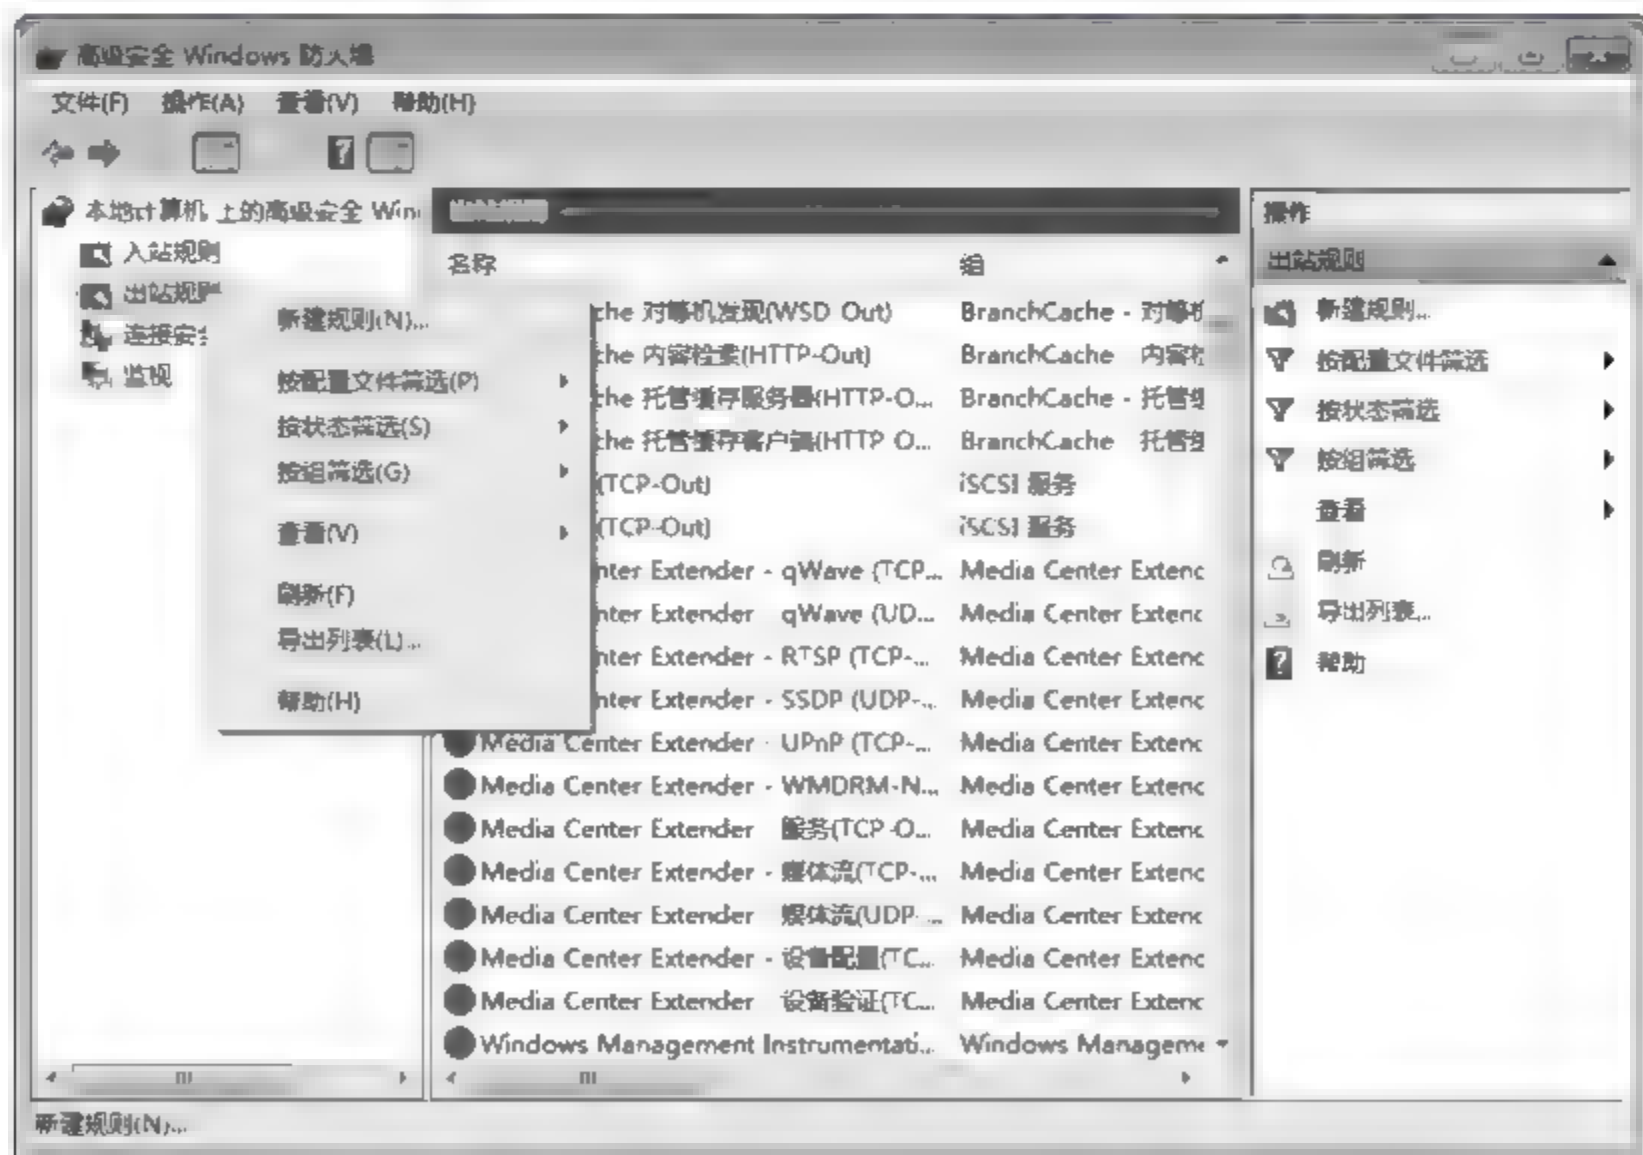 高级安全 Windows 防火墙
文件(F) 操作(A) 查看(V) 帮助(H)
本地计算机 上的高级安全 Win
入站规则
出站规则
连接安全
监视
新建规则(N)...
按配置文件筛选(P)
按状态筛选(S)
按组筛选(G)
查看(V)
刷新(F)
导出列表(L)...
帮助(H)
名称 组
che 对等机发现(WSD-Out) BranchCache - 对等机
che 内容检索(HTTP-Out) BranchCache - 内容检
che 托管缓存服务器(HTTP-O... BranchCache - 托管缓
che 托管缓存客户端(HTTP-O... BranchCache - 托管缓
(TCP-Out) iSCSI 服务
(TCP-Out) iSCSI 服务
nter Extender - qWave (TCP... Media Center Extenc
nter Extender - qWave (UD... Media Center Extenc
nter Extender - RTSP (TCP-... Media Center Extenc
nter Extender - SSDP (UDP-... Media Center Extenc
Media Center Extender - UPnP (TCP-... Media Center Extenc
Media Center Extender - WMDRM-N... Media Center Extenc
Media Center Extender - 服务(TCP-O... Media Center Extenc
Media Center Extender - 媒体流(TCP-... Media Center Extenc
Media Center Extender - 媒体流(UDP-... Media Center Extenc
Media Center Extender - 设备配置(TC... Media Center Extenc
Media Center Extender - 设备验证(TC... Media Center Extenc
Windows Management Instrumentati... Windows Manageme
操作
出站规则
新建规则...
按配置文件筛选
按状态筛选
按组筛选
查看
刷新
导出列表...
帮助
新建规则(N)...